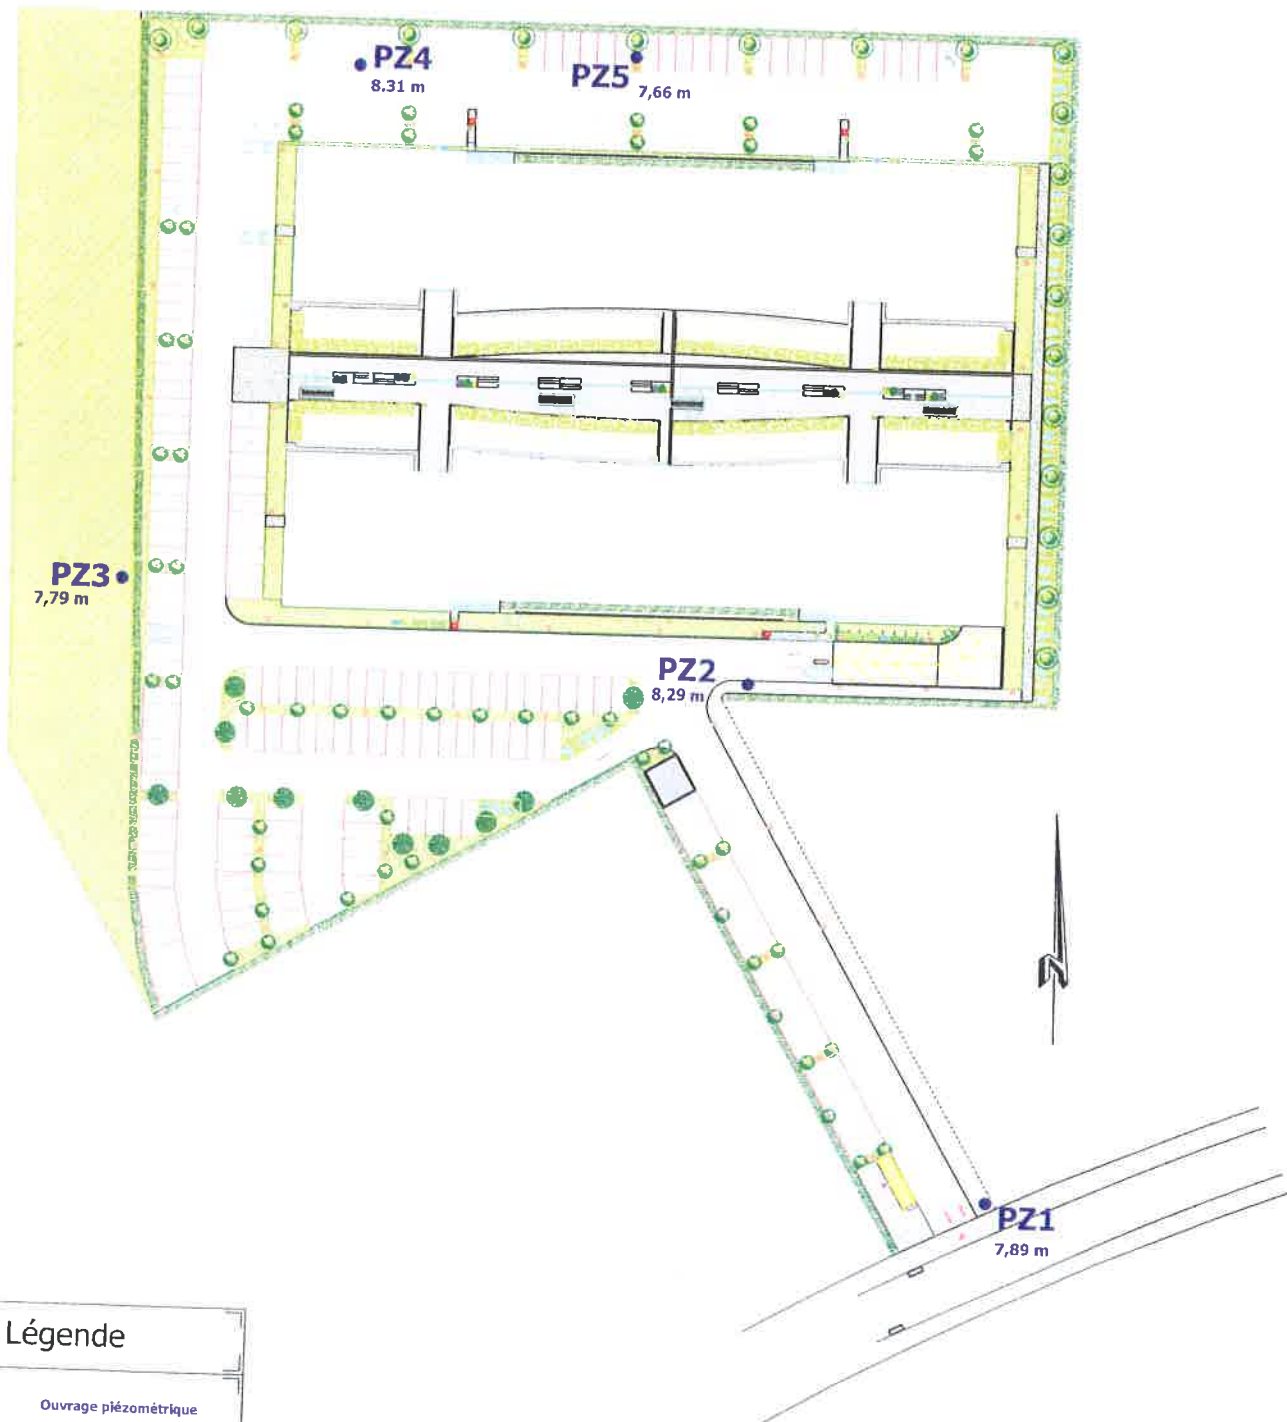 PZ4
8.31 m
PZ5
7,66 m
PZ3
7,79 m
PZ2
8,29 m
N
PZ1
7,89 m
Légende
Ouvrage piézométrique